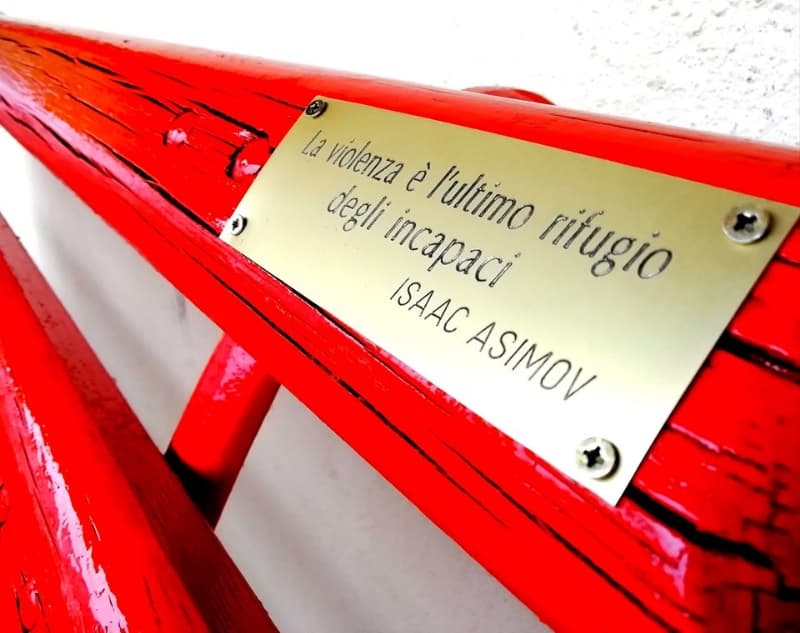 La violenza è l'ultimo rifugio
degli incapaci
ISAAC ASIMOV